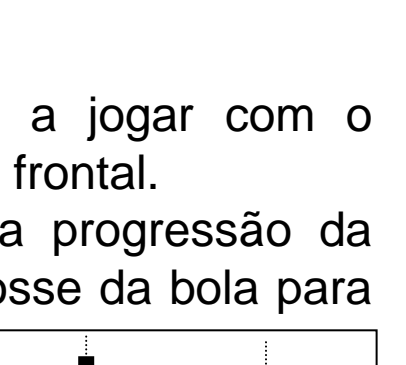 a jogar com o
frontal.
a progressão da
osse da bola para